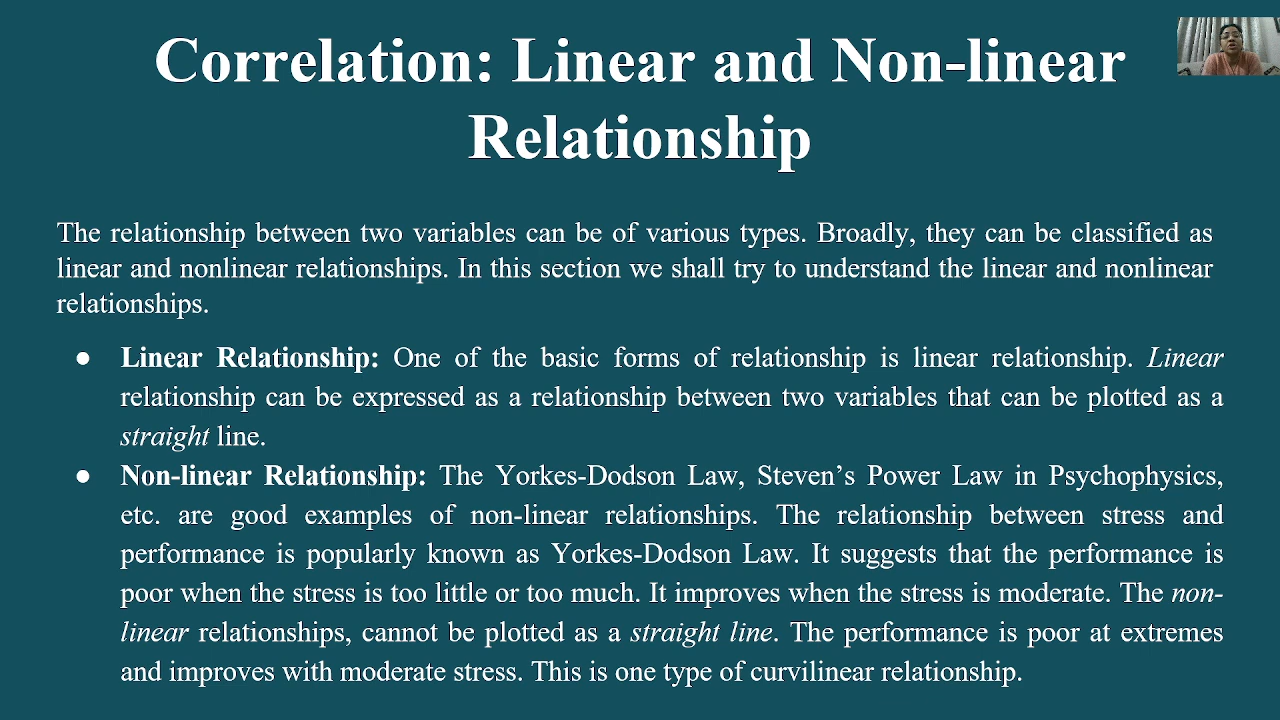 Correlation: Linear and Non-linear
Relationship
The relationship between two variables can be of various types. Broadly, they can be classified as
linear and nonlinear relationships. In this section we shall try to understand the linear and nonlinear
relationships.
● Linear Relationship: One of the basic forms of relationship is linear relationship. Linear
relationship can be expressed as a relationship between two variables that can be plotted as a
straight line.
● Non-linear Relationship: The Yorkes-Dodson Law, Steven’s Power Law in Psychophysics,
etc. are good examples of non-linear relationships. The relationship between stress and
performance is popularly known as Yorkes-Dodson Law. It suggests that the performance is
poor when the stress is too little or too much. It improves when the stress is moderate. The non-
linear relationships, cannot be plotted as a straight line. The performance is poor at extremes
and improves with moderate stress. This is one type of curvilinear relationship.